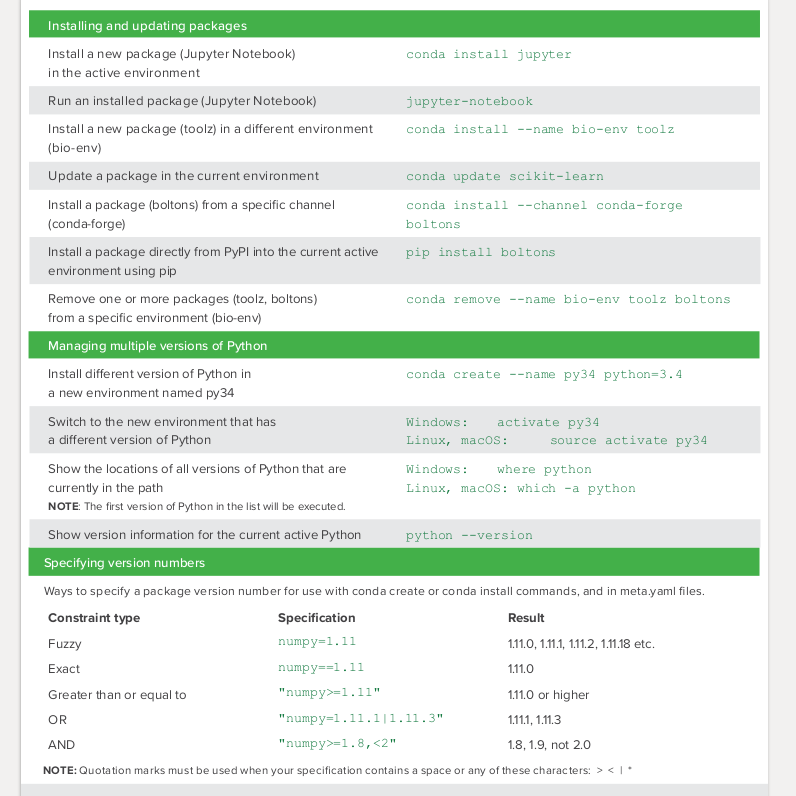 Installing and updating packages
Install a new package (Jupyter Notebook) conda install jupyter
in the active environment
Run an installed package (Jupyter Notebook) jupyter-notebook
Install a new package (toolz) in a different environment conda install --name bio-env toolz
(bio-env)
Update a package in the current environment conda update scikit-learn
Install a package (boltons) from a specific channel conda install --channel conda-forge
(conda-forge) boltons
Install a package directly from PyPI into the current active pip install boltons
environment using pip
Remove one or more packages (toolz, boltons) conda remove --name bio-env toolz boltons
from a specific environment (bio-env)
Managing multiple versions of Python
Install different version of Python in conda create --name py34 python=3.4
a new environment named py34
Switch to the new environment that has Windows: activate py34
a different version of Python Linux, macOS: source activate py34
Show the locations of all versions of Python that are Windows: where python
currently in the path Linux, macOS: which -a python
NOTE: The first version of Python in the list will be executed.
Show version information for the current active Python python --version
Specifying version numbers
Ways to specify a package version number for use with conda create or conda install commands, and in meta.yaml files.
Constraint type Specification Result
Fuzzy numpy=1.11 1.11.0, 1.11.1, 1.11.2, 1.11.18 etc.
Exact numpy==1.11 1.11.0
Greater than or equal to "numpy>=1.11" 1.11.0 or higher
OR "numpy=1.11.1|1.11.3" 1.11.1, 1.11.3
AND "numpy>=1.8,<2" 1.8, 1.9, not 2.0
NOTE: Quotation marks must be used when your specification contains a space or any of these characters: > < | *